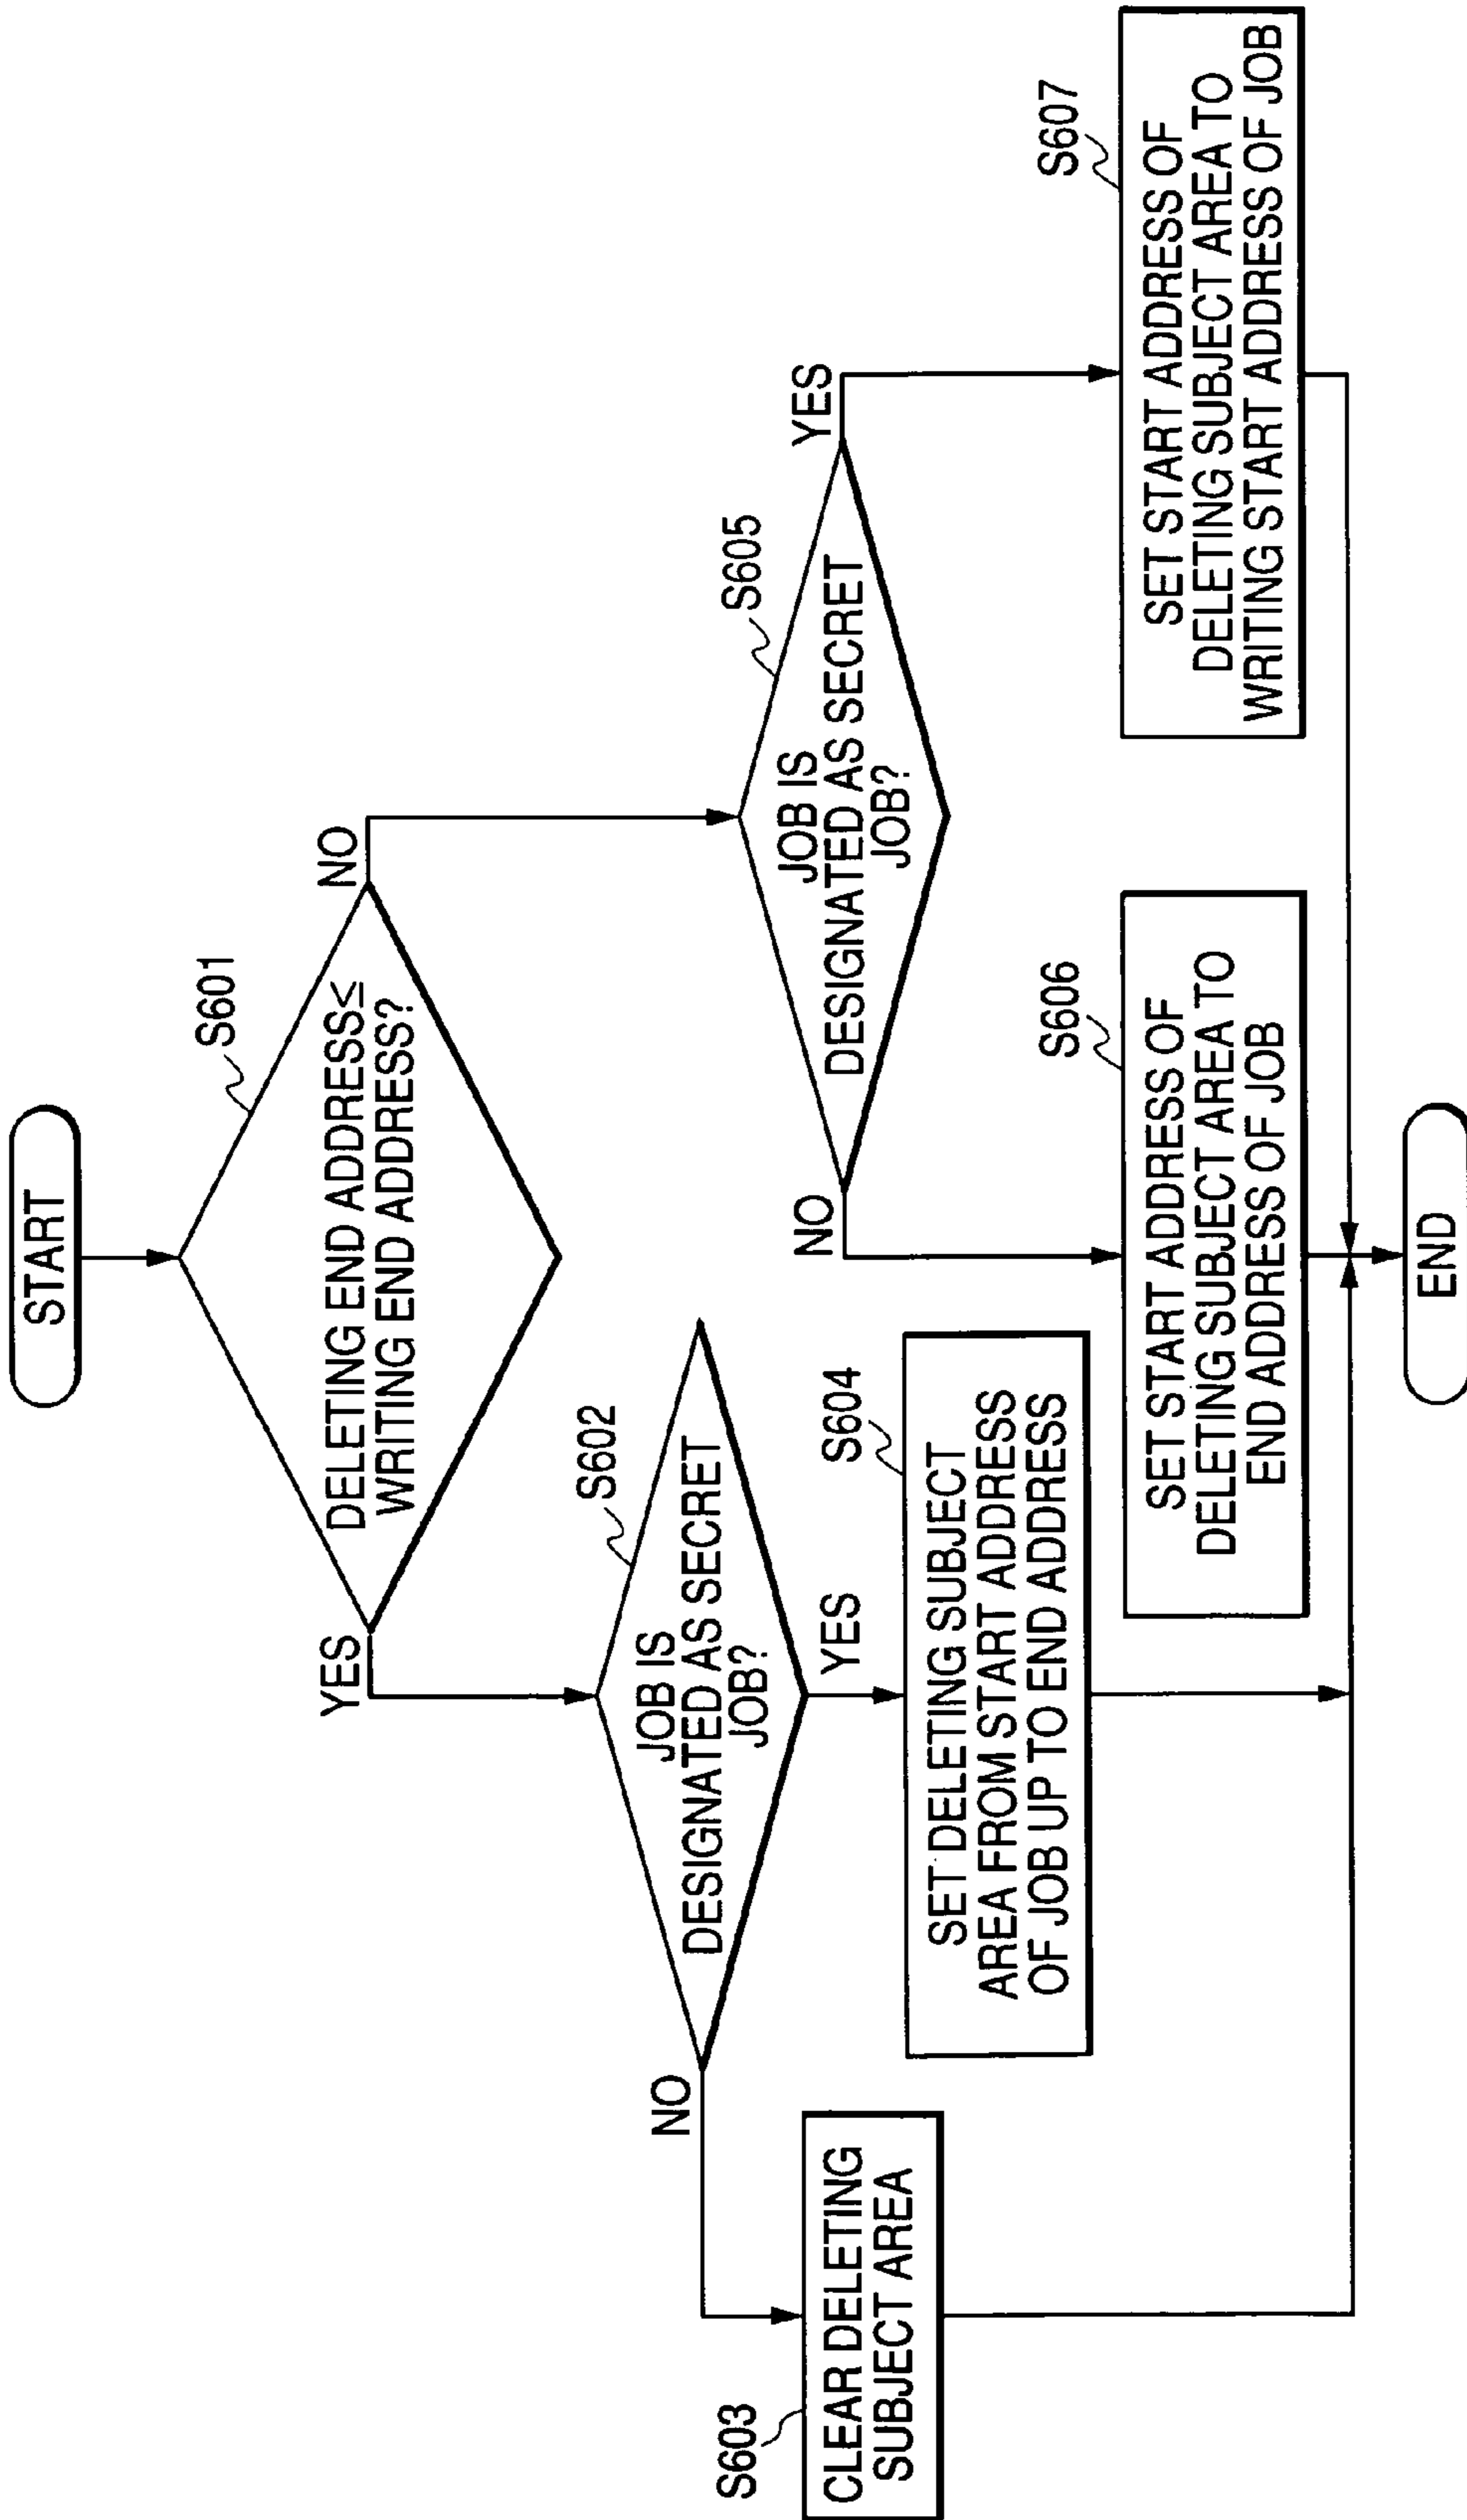 START
S601
DELETING END ADDRESS≤
WRITING END ADDRESS?
YES
NO
S602
JOB IS
DESIGNATED AS SECRET
JOB?
NO
YES
S603
CLEAR DELETING
SUBJECT AREA
S604
SET DELETING SUBJECT
AREA FROM START ADDRESS
OF JOB UP TO END ADDRESS
S605
JOB IS
DESIGNATED AS SECRET
JOB?
NO
YES
S606
SET START ADDRESS OF
DELETING SUBJECT AREA TO
END ADDRESS OF JOB
S607
SET START ADDRESS OF
DELETING SUBJECT AREA TO
WRITING START ADDRESS OF JOB
END